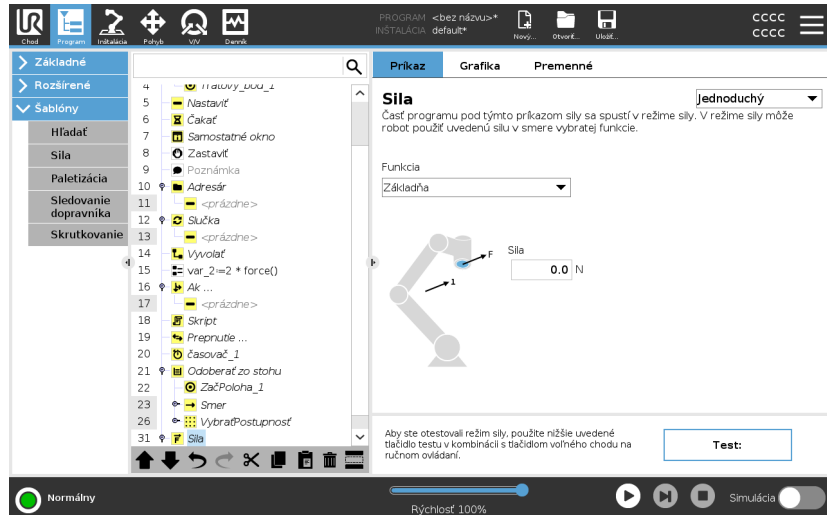 UR
Chod
Program
Inštalácia
Pohyb
V/V
Denník
PROGRAM <bez názvu>*
INŠTALÁCIA default*
Nový...
Otvoriť...
Uložiť...
cccc
cccc
Základné
Rozšírené
Šablóny
Hľadať
Sila
Paletizácia
Sledovanie
dopravníka
Skrutkovanie
4 Traťový_bod_1
5 Nastaviť
6 Čakať
7 Samostatné okno
8 Zastaviť
9 Poznámka
10 Adresár
11 <prázdne>
12 Slučka
13 <prázdne>
14 Vyvolať
15 var_2≔2 * force()
16 Ak ...
17 <prázdne>
18 Skript
19 Prepnutie ...
20 časovač_1
21 Odoberať zo stohu
22 ZačPoloha_1
23 Smer
26 VybraťPostupnosť
31 Sila
Príkaz
Grafika
Premenné
Sila
Jednoduchý
Časť programu pod týmto príkazom sily sa spustí v režime sily. V režime sily môže
robot použiť uvedenú silu v smere vybratej funkcie.
Funkcia
Základňa
F
1
Sila
0.0 N
Aby ste otestovali režim sily, použite nižšie uvedené
tlačidlo testu v kombinácii s tlačidlom voľného chodu na
ručnom ovládaní.
Test:
Normálny
Rýchlosť 100%
Simulácia